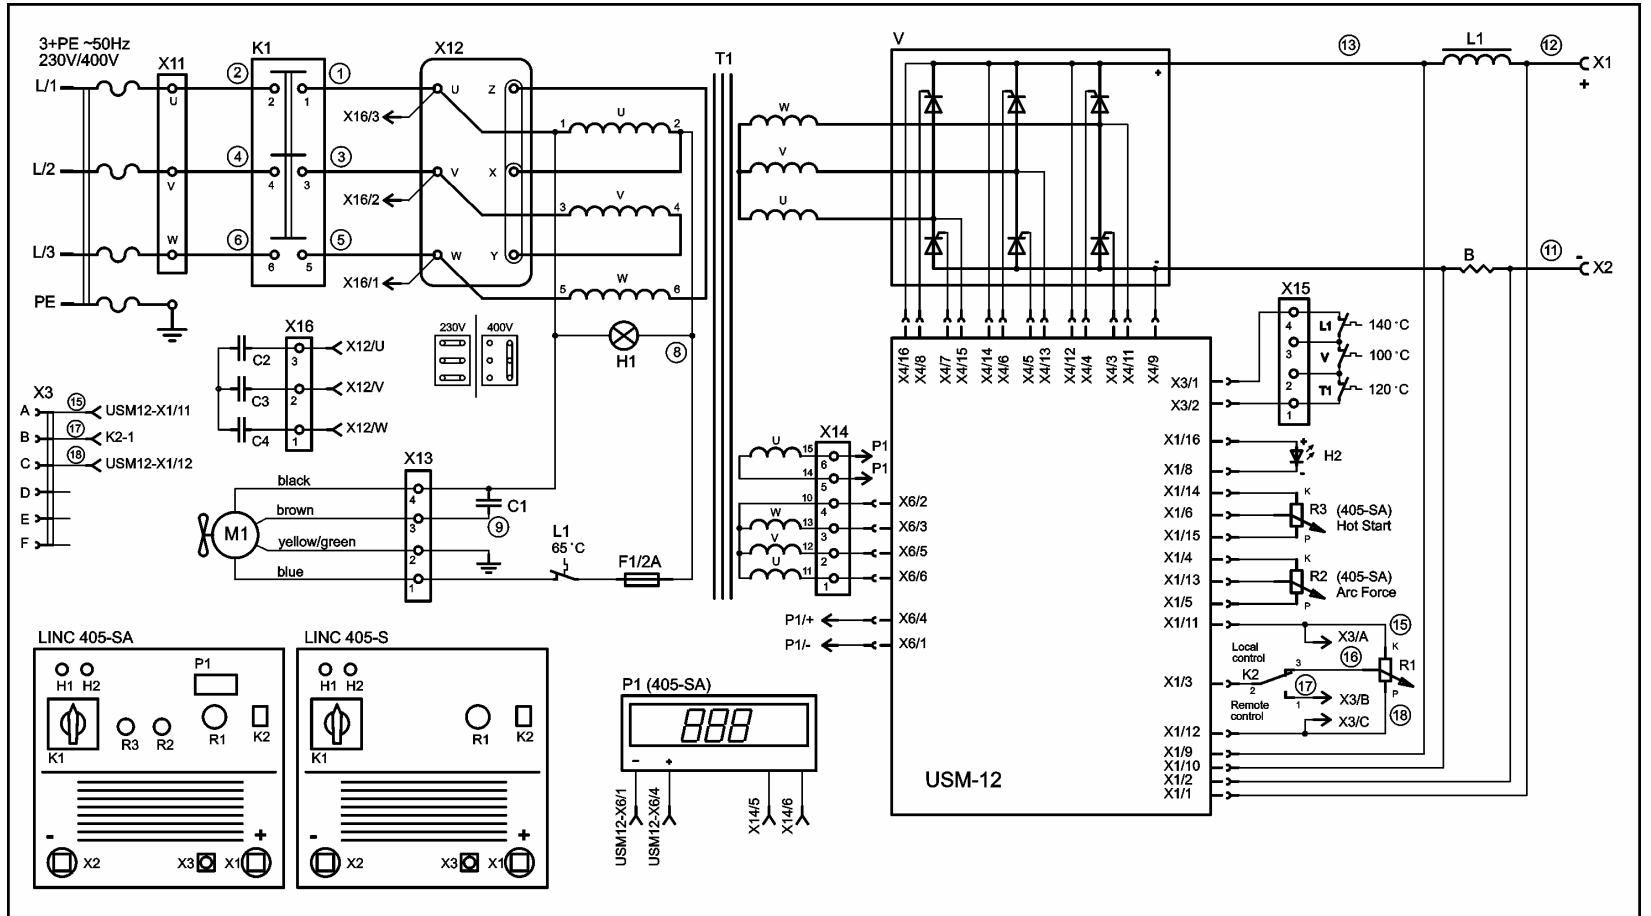 3+PE ~50Hz
230V/400V
L/1
L/2
L/3
PE
X11
U
V
W
K1
2
1
4
3
6
5
2
1
4
3
6
5
X12
X16/3
X16/2
X16/1
U
V
W
Z
X
Y
1
U
2
3
V
4
5
W
6
H1
8
T1
W
V
U
V
+
-
13
L1
12
X1
+
B
11
-
X2
X16
C2
3
X12/U
C3
2
X12/V
C4
1
X12/W
230V
400V
X3
A
15
USM12-X1/11
B
17
K2-1
C
18
USM12-X1/12
D
E
F
M1
black
brown
yellow/green
blue
X13
4
3
2
1
C1
9
L1
65°C
F1/2A
X14
U
15
6
P1
14
5
P1
10
4
X6/2
W
13
3
X6/3
V
12
2
X6/5
U
11
1
X6/6
P1/+
X6/4
P1/-
X6/1
X4/16
X4/8
X4/7
X4/15
X4/14
X4/6
X4/5
X4/13
X4/12
X4/4
X4/3
X4/11
X4/9
USM-12
X3/1
X3/2
X1/16
X1/8
X1/14
X1/6
X1/15
X1/4
X1/13
X1/5
X1/11
X1/3
X1/12
X1/9
X1/10
X1/2
X1/1
X15
4
L1
140°C
3
V
100°C
2
T1
120°C
1
+
H2
-
K
R3
(405-SA)
Hot Start
P
K
R2
(405-SA)
Arc Force
P
15
X3/A
K
Local
control
16
3
K2
2
R1
17
1
X3/B
P
Remote
control
X3/C
18
LINC 405-SA
H1 H2
P1
K1
R3
R2
R1
K2
-
+
X2
X3
X1
LINC 405-S
H1 H2
K1
R1
K2
-
+
X2
X3
X1
P1 (405-SA)
888
-
+
USM12-X6/1
USM12-X6/4
X14/5
X14/6